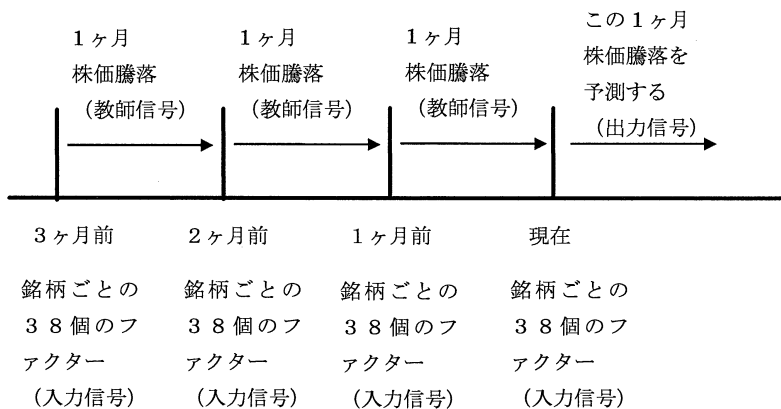 1ヶ月
株価騰落
(教師信号)
1ヶ月
株価騰落
(教師信号)
1ヶ月
株価騰落
(教師信号)
この1ヶ月
株価騰落を
予測する
(出力信号)
3ヶ月前
2ヶ月前
1ヶ月前
現在
銘柄ごとの
38個のフ
ァクター
(入力信号)
銘柄ごとの
38個のフ
ァクター
(入力信号)
銘柄ごとの
38個のフ
ァクター
(入力信号)
銘柄ごとの
38個のフ
ァクター
(入力信号)